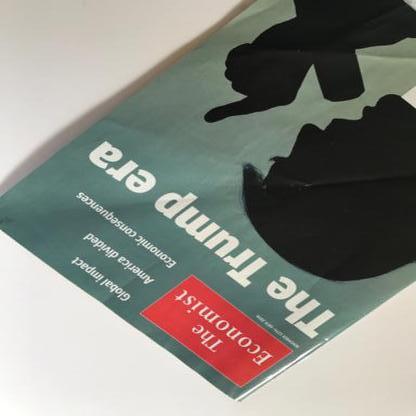 The
Economist
The Trump era
Global impact
America divided
Economic consequences